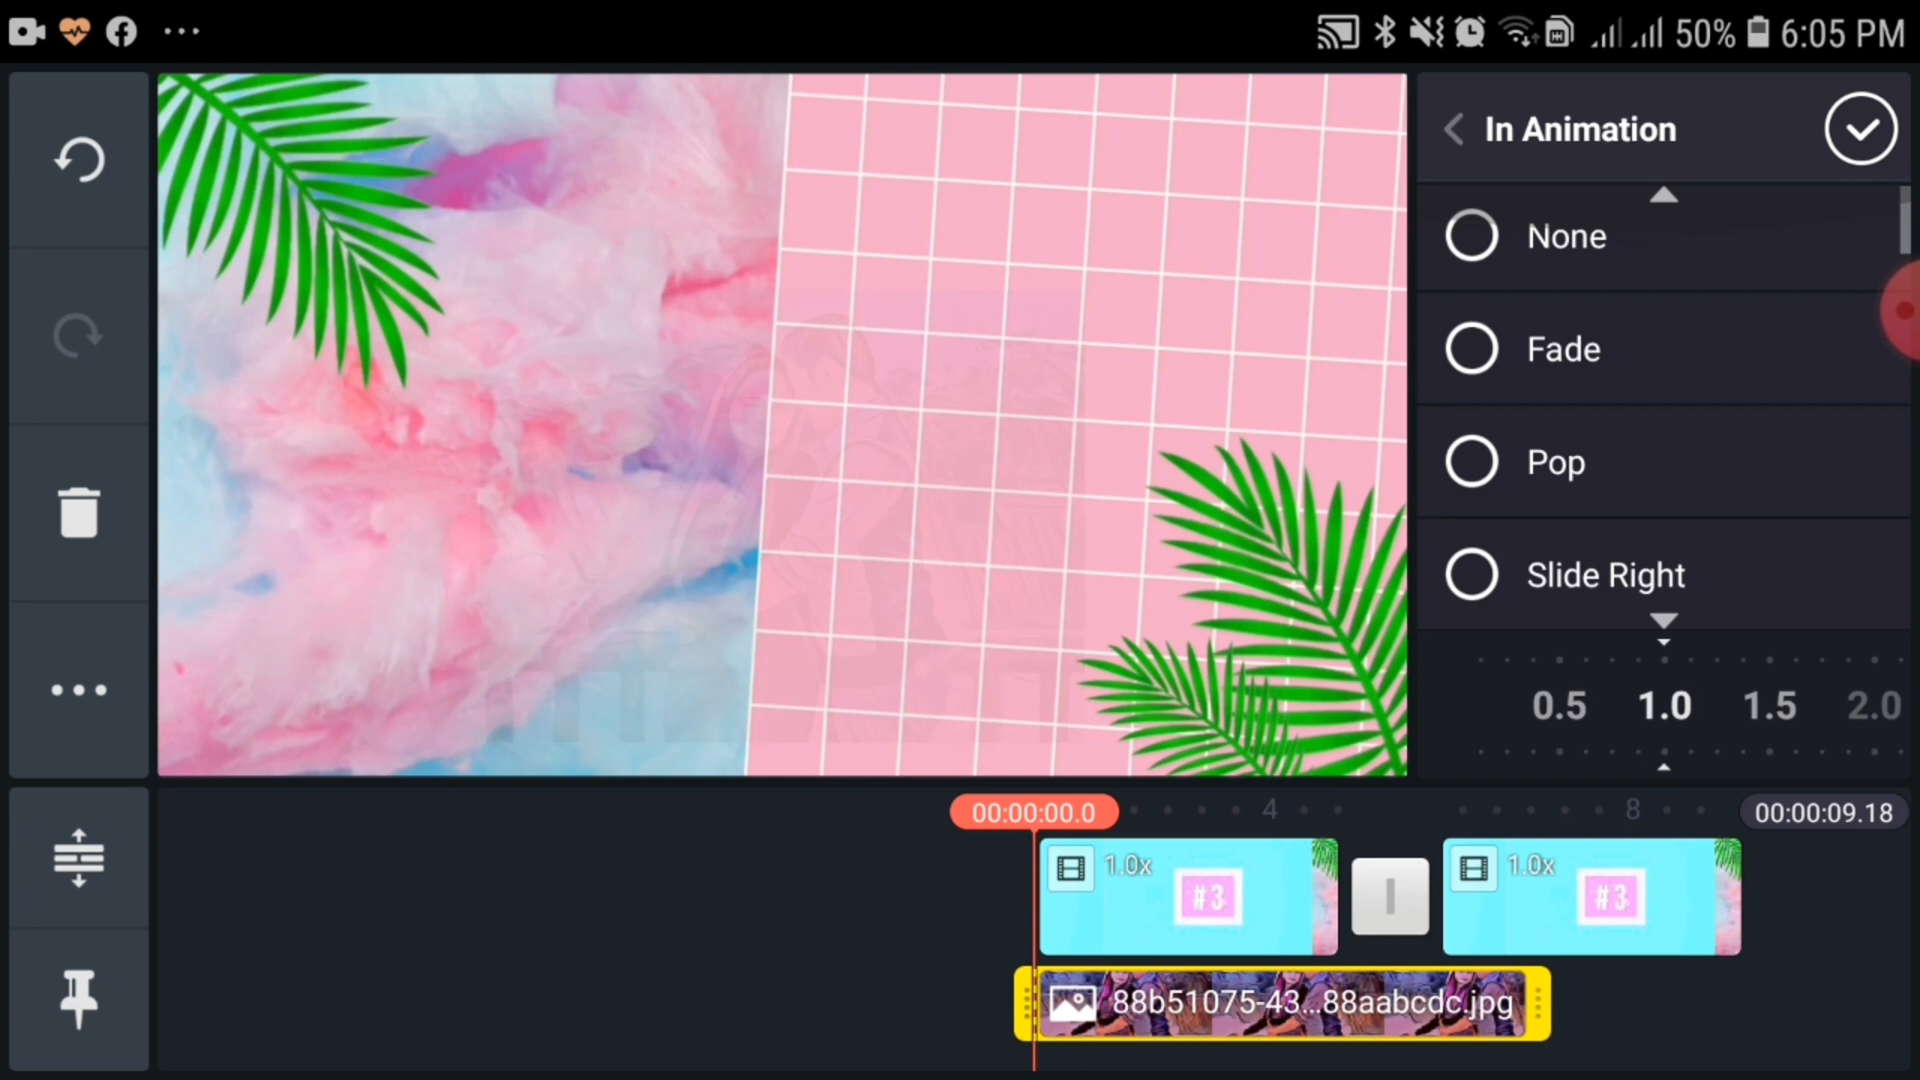 50% 6:05 PM
In Animation
None
Fade
Pop
Slide Right
0.5 1.0 1.5 2.0
00:00:00.0 4 8 00:00:09.18
1.0x 1.0x
#3 #3
88b51075-43...88aabcdc.jpg